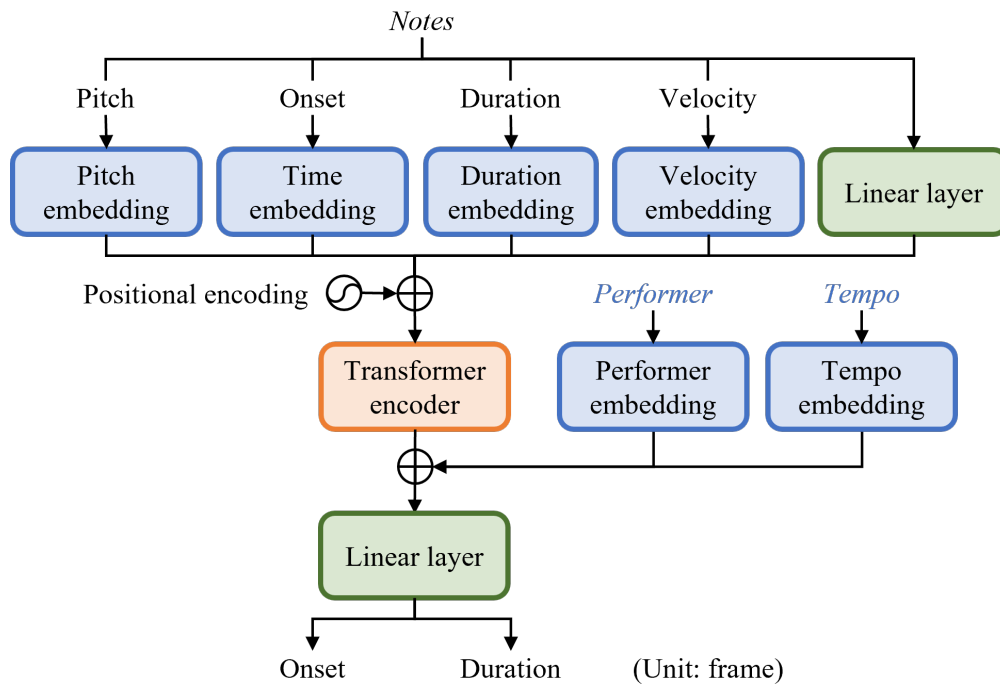 Notes
Pitch
Onset
Duration
Velocity
Pitch
embedding
Time
embedding
Duration
embedding
Velocity
embedding
Linear layer
Positional encoding
Performer
Tempo
Transformer
encoder
Performer
embedding
Tempo
embedding
Linear layer
Onset
Duration
(Unit: frame)